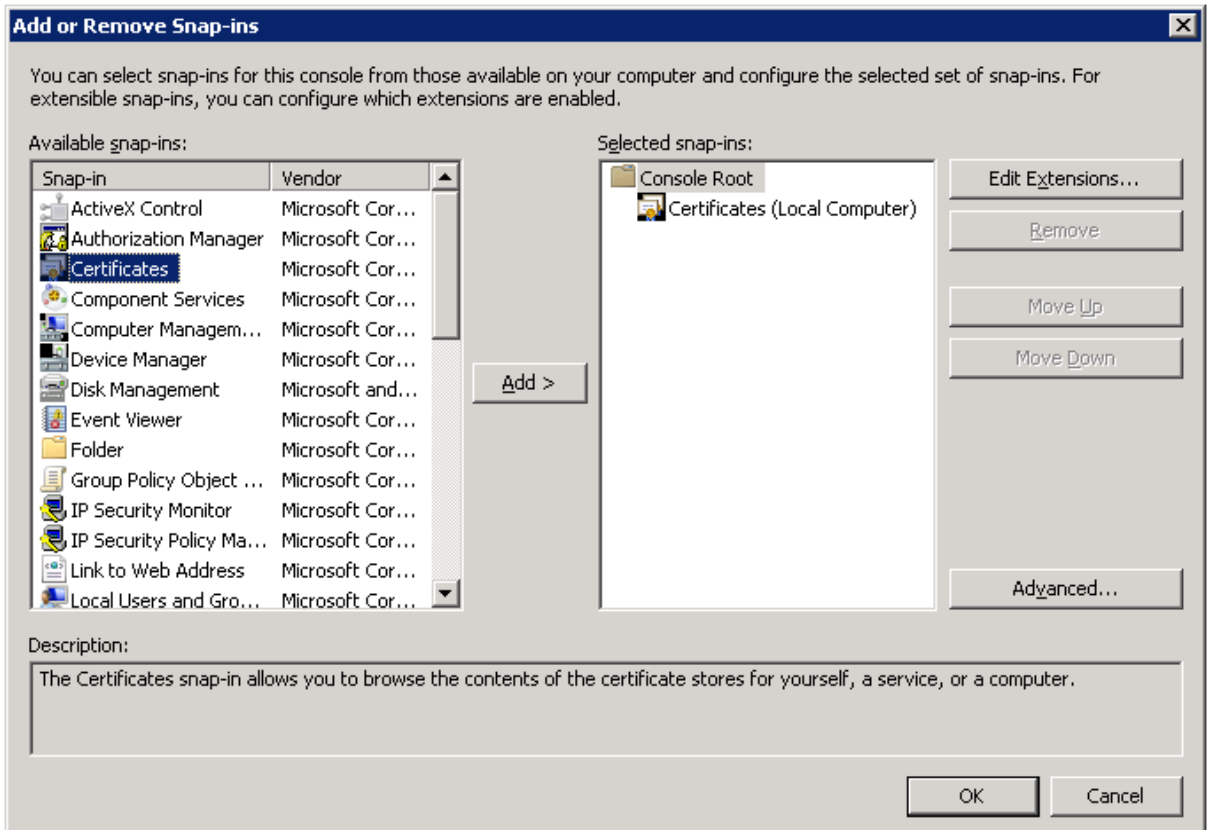 Add or Remove Snap-ins
You can select snap-ins for this console from those available on your computer and configure the selected set of snap-ins. For
extensible snap-ins, you can configure which extensions are enabled.
Available snap-ins:
Snap-in Vendor
ActiveX Control Microsoft Cor...
Authorization Manager Microsoft Cor...
Certificates Microsoft Cor...
Component Services Microsoft Cor...
Computer Managem... Microsoft Cor...
Device Manager Microsoft Cor...
Disk Management Microsoft and...
Event Viewer Microsoft Cor...
Folder Microsoft Cor...
Group Policy Object ... Microsoft Cor...
IP Security Monitor Microsoft Cor...
IP Security Policy Ma... Microsoft Cor...
Link to Web Address Microsoft Cor...
Local Users and Gro... Microsoft Cor...
Add >
Selected snap-ins:
Console Root
Certificates (Local Computer)
Edit Extensions...
Remove
Move Up
Move Down
Advanced...
Description:
The Certificates snap-in allows you to browse the contents of the certificate stores for yourself, a service, or a computer.
OK Cancel